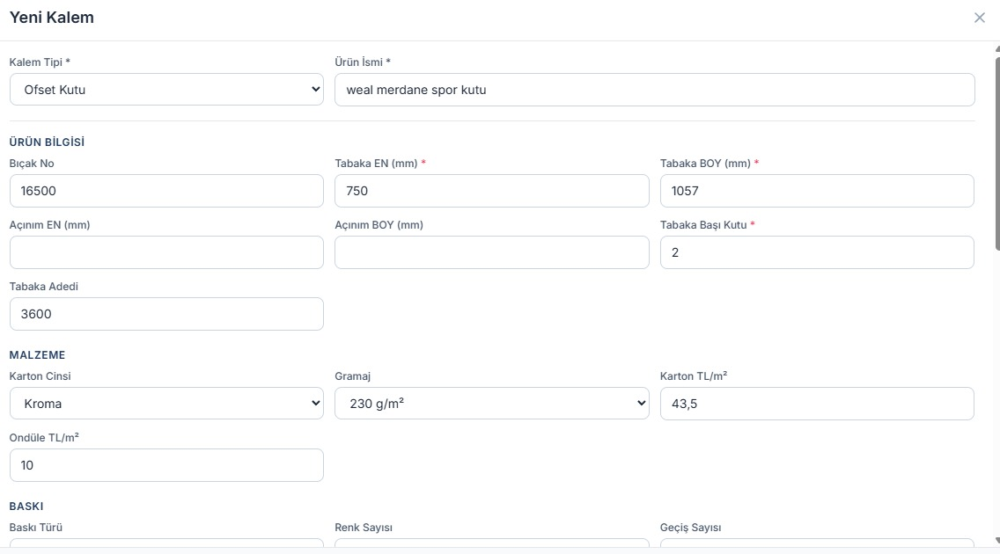 Yeni Kalem
Kalem Tipi * Ürün İsmi *
Ofset Kutu weal merdane spor kutu
ÜRÜN BİLGİSİ
Bıçak No Tabaka EN (mm) * Tabaka BOY (mm) *
16500 750 1057
Açınım EN (mm) Açınım BOY (mm) Tabaka Başı Kutu *
2
Tabaka Adedi
3600
MALZEME
Karton Cinsi Gramaj Karton TL/m²
Kroma 230 g/m² 43,5
Ondüle TL/m²
10
BASKI
Baskı Türü Renk Sayısı Geçiş Sayısı